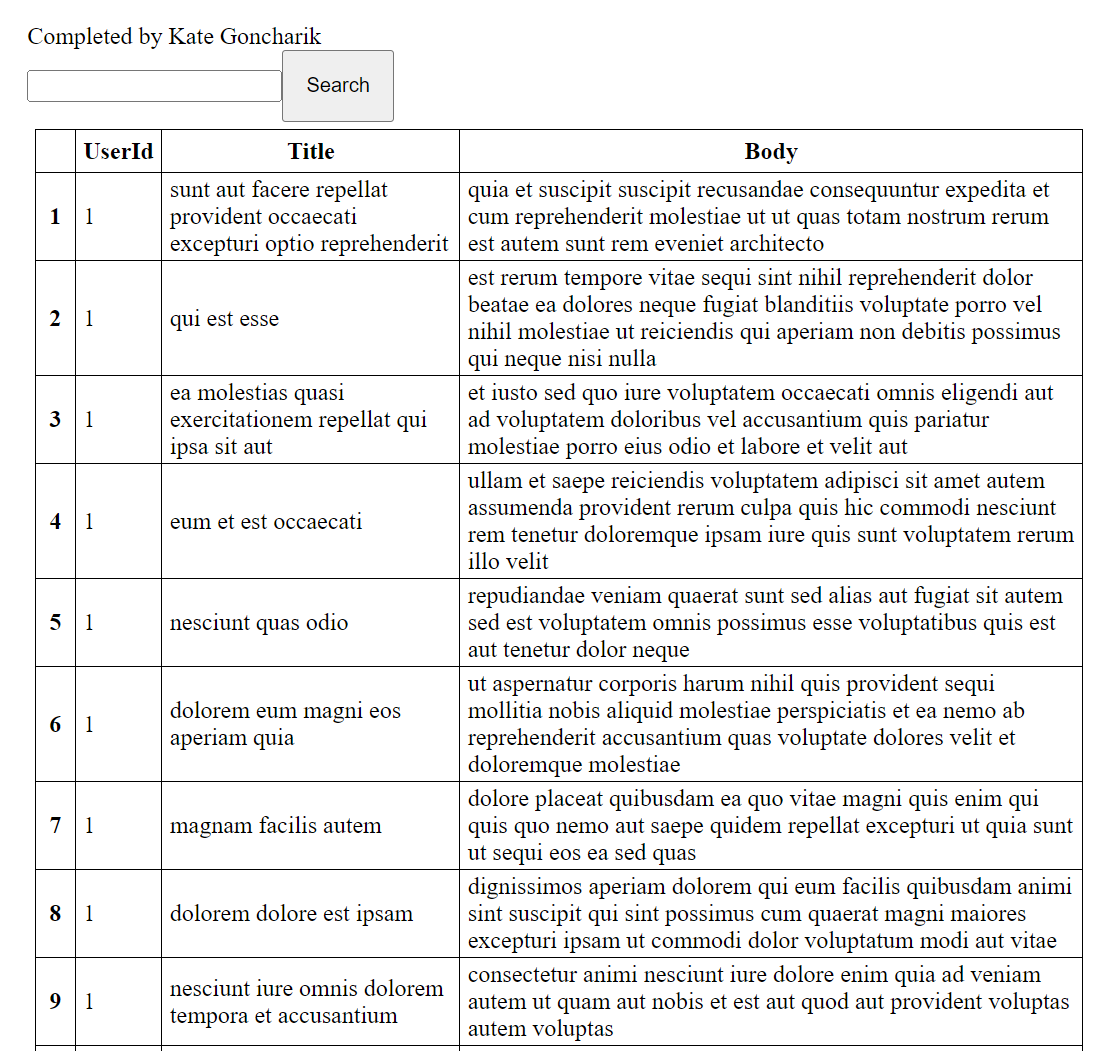 Completed by Kate Goncharik
Search
UserId Title Body
1 1 sunt aut facere repellat provident occaecati excepturi optio reprehenderit quia et suscipit suscipit recusandae consequuntur expedita et cum reprehenderit molestiae ut ut quas totam nostrum rerum est autem sunt rem eveniet architecto
2 1 qui est esse est rerum tempore vitae sequi sint nihil reprehenderit dolor beatae ea dolores neque fugiat blanditiis voluptate porro vel nihil molestiae ut reiciendis qui aperiam non debitis possimus qui neque nisi nulla
3 1 ea molestias quasi exercitationem repellat qui ipsa sit aut et iusto sed quo iure voluptatem occaecati omnis eligendi aut ad voluptatem doloribus vel accusantium quis pariatur molestiae porro eius odio et labore et velit aut
4 1 eum et est occaecati ullam et saepe reiciendis voluptatem adipisci sit amet autem assumenda provident rerum culpa quis hic commodi nesciunt rem tenetur doloremque ipsam iure quis sunt voluptatem rerum illo velit
5 1 nesciunt quas odio repudiandae veniam quaerat sunt sed alias aut fugiat sit autem sed est voluptatem omnis possimus esse voluptatibus quis est aut tenetur dolor neque
6 1 dolorem eum magni eos aperiam quia ut aspernatur corporis harum nihil quis provident sequi mollitia nobis aliquid molestiae perspiciatis et ea nemo ab reprehenderit accusantium quas voluptate dolores velit et doloremque molestiae
7 1 magnam facilis autem dolore placeat quibusdam ea quo vitae magni quis enim qui quis quo nemo aut saepe quidem repellat excepturi ut quia sunt ut sequi eos ea sed quas
8 1 dolorem dolore est ipsam dignissimos aperiam dolorem qui eum facilis quibusdam animi sint suscipit qui sint possimus cum quaerat magni maiores excepturi ipsam ut commodi dolor voluptatum modi aut vitae
9 1 nesciunt iure omnis dolorem tempora et accusantium consectetur animi nesciunt iure dolore enim quia ad veniam autem ut quam aut nobis et est aut quod aut provident voluptas autem voluptas